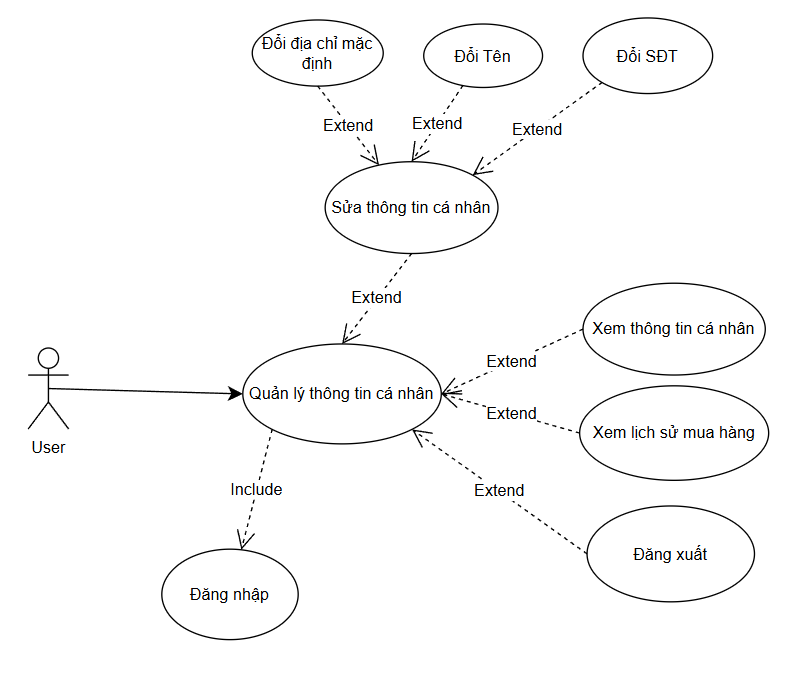 Đổi địa chỉ mặc
định
Đổi Tên
Đổi SĐT
Extend
Extend
Extend
Sửa thông tin cá nhân
Extend
Xem thông tin cá nhân
Extend
Quản lý thông tin cá nhân
Extend
Xem lịch sử mua hàng
User
Include
Extend
Đăng xuất
Đăng nhập